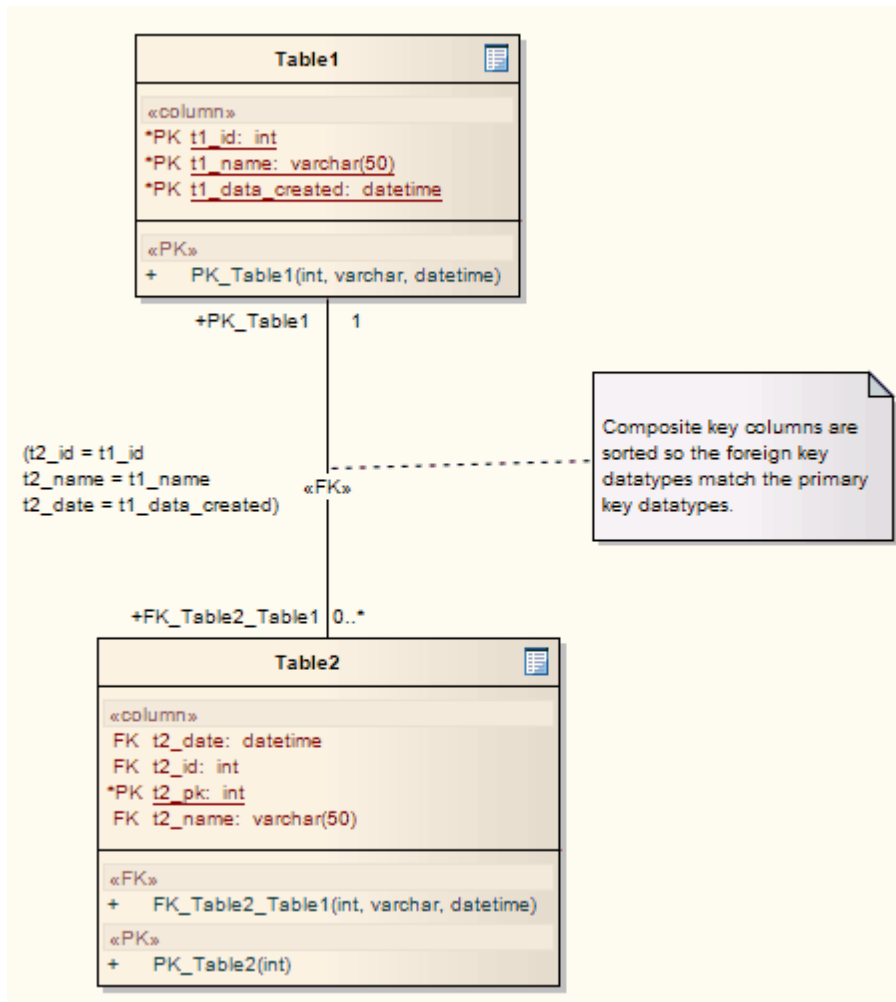 Table1
«column»
*PK t1_id: int
*PK t1_name: varchar(50)
*PK t1_data_created: datetime
«PK»
+ PK_Table1(int, varchar, datetime)
+PK_Table1 1
(t2_id = t1_id
t2_name = t1_name
t2_date = t1_data_created)
«FK»
Composite key columns are
sorted so the foreign key
datatypes match the primary
key datatypes.
+FK_Table2_Table1 0..*
Table2
«column»
FK t2_date: datetime
FK t2_id: int
*PK t2_pk: int
FK t2_name: varchar(50)
«FK»
+ FK_Table2_Table1(int, varchar, datetime)
«PK»
+ PK_Table2(int)